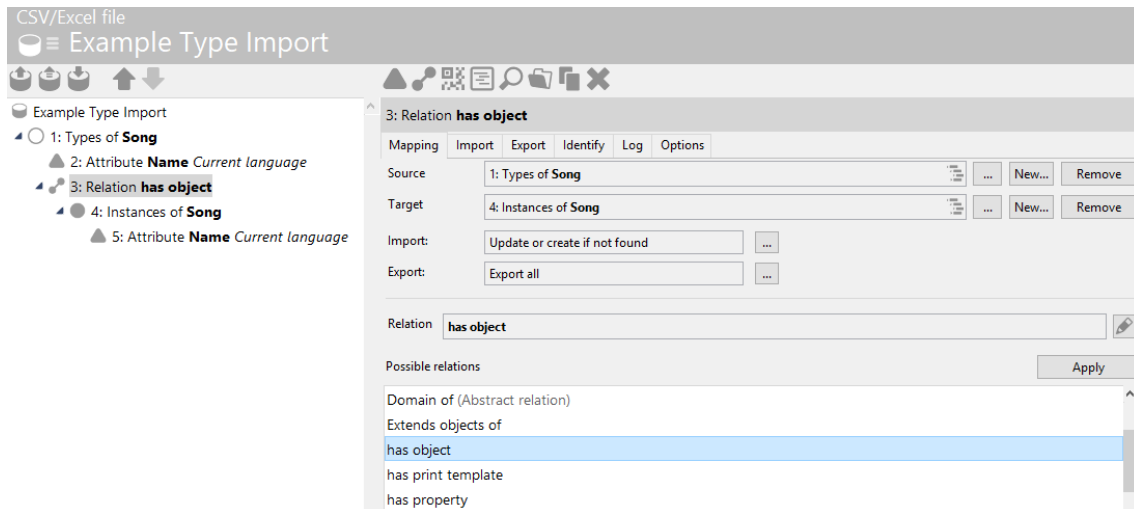 CSV/Excel file
Example Type Import
Example Type Import
1: Types of Song
2: Attribute Name Current language
3: Relation has object
4: Instances of Song
5: Attribute Name Current language
3: Relation has object
Mapping Import Export Identify Log Options
Source 1: Types of Song ... New... Remove
Target 4: Instances of Song ... New... Remove
Import: Update or create if not found ...
Export: Export all ...
Relation has object
Possible relations Apply
Domain of (Abstract relation)
Extends objects of
has object
has print template
has property